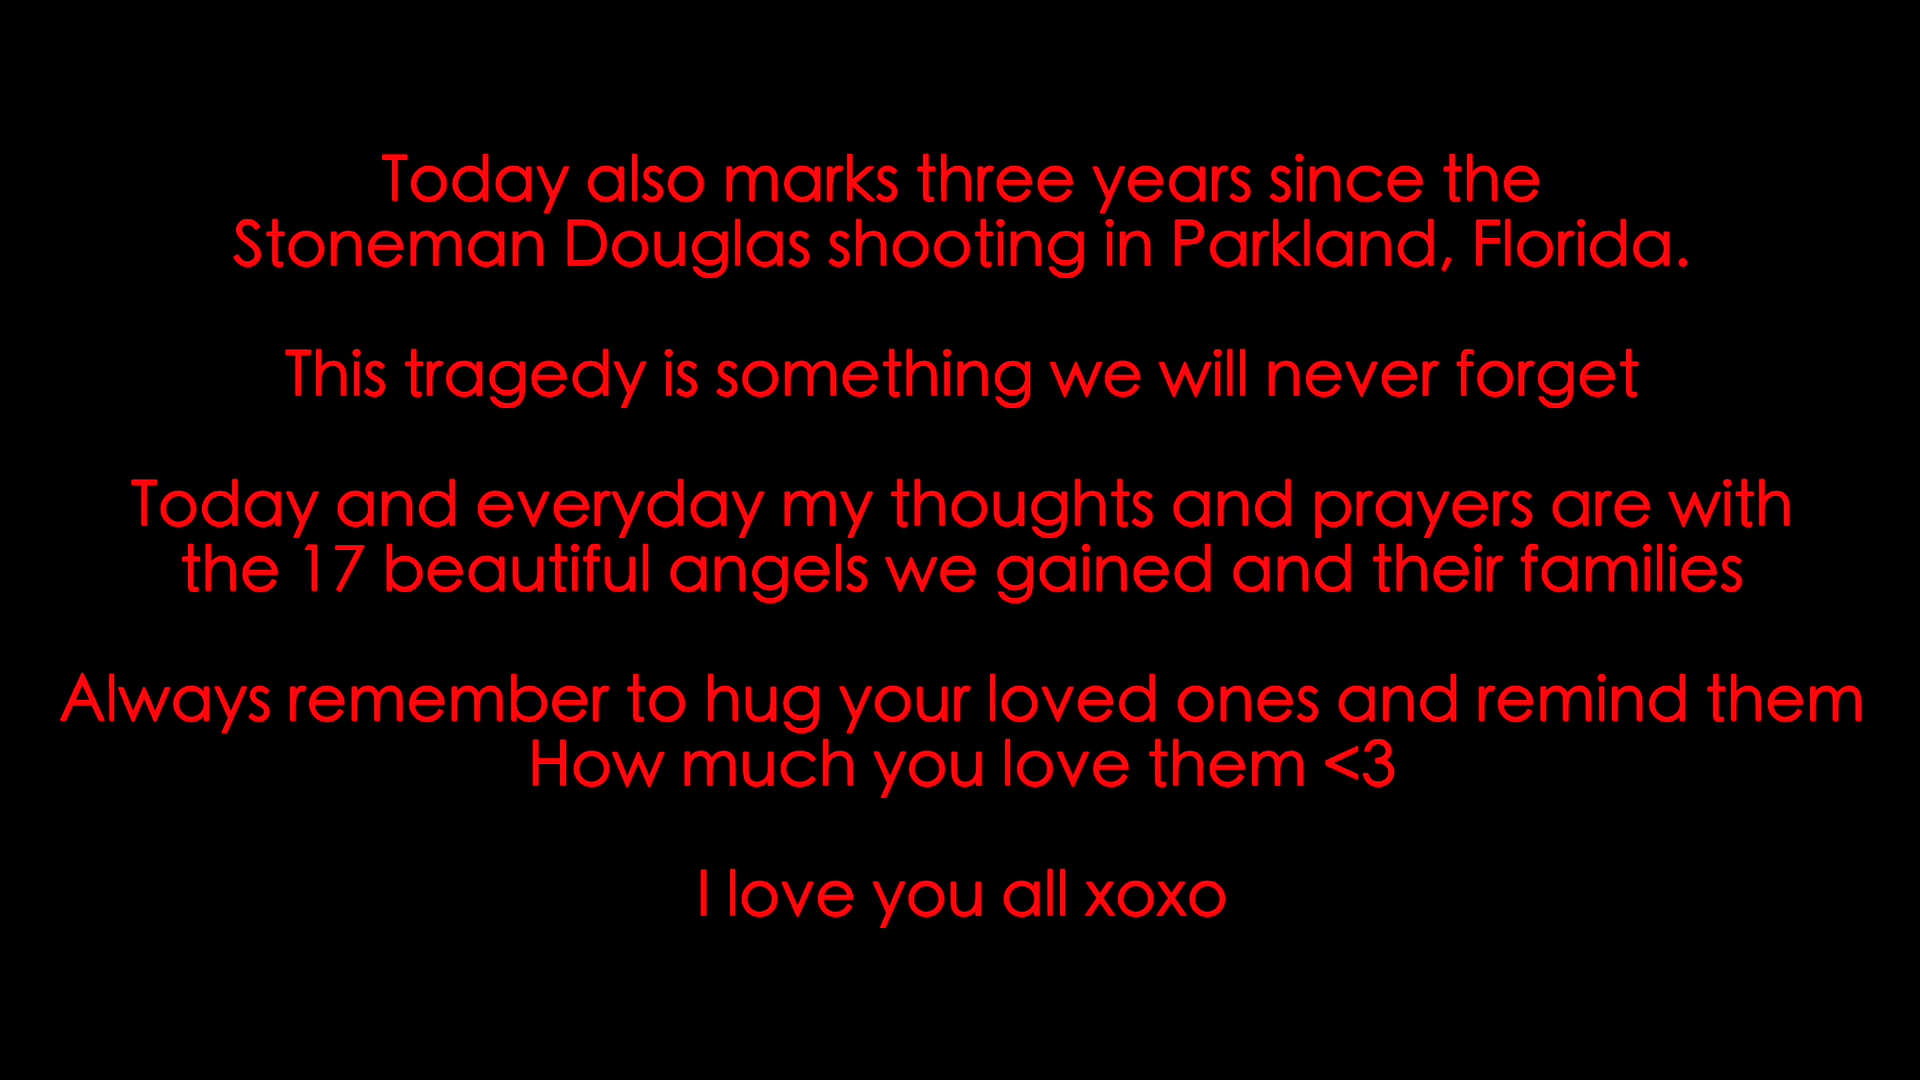 Today also marks three years since the
Stoneman Douglas shooting in Parkland, Florida.
This tragedy is something we will never forget
Today and everyday my thoughts and prayers are with
the 17 beautiful angels we gained and their families
Always remember to hug your loved ones and remind them
How much you love them <3
I love you all xoxo